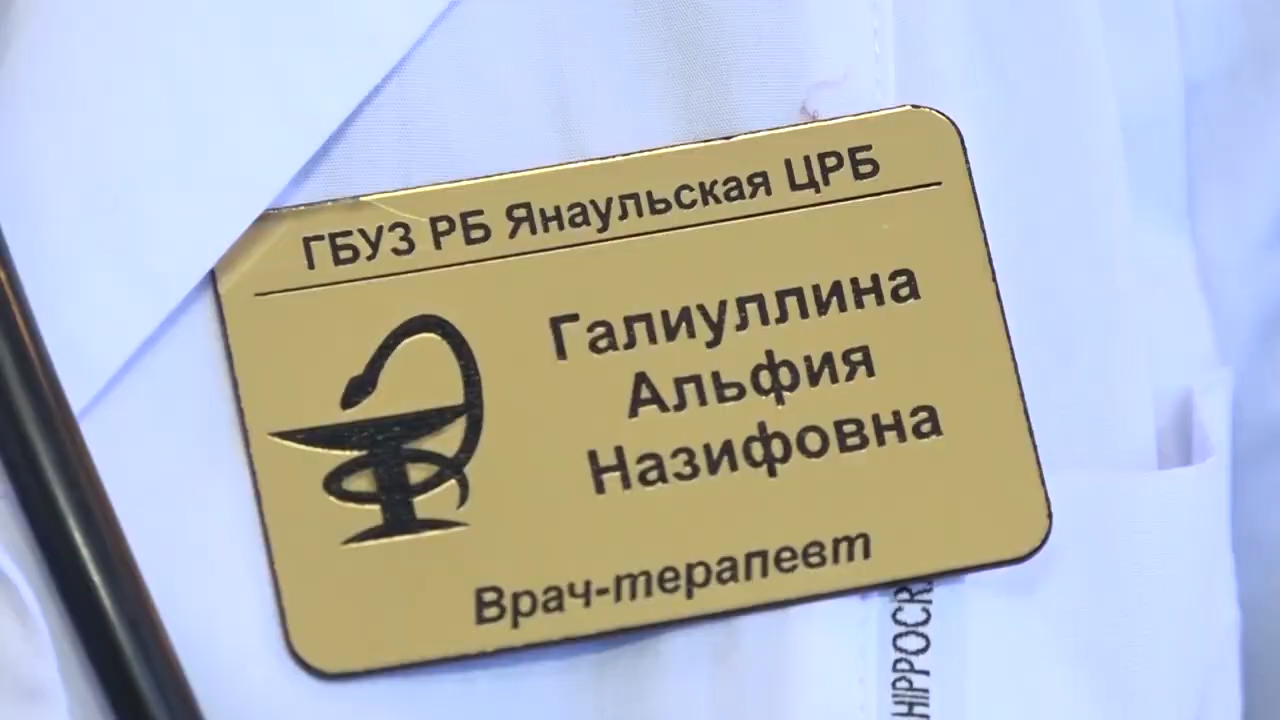 ГБУЗ РБ Янаульская ЦРБ
Галиуллина
Альфия
Назифовна
Врач-терапевт
HIPPOCR